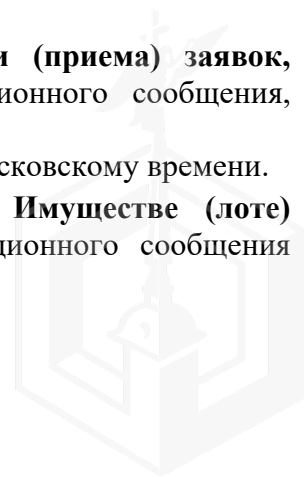 и (приема) заявок,
ионного сообщения,
сковскому времени.
Имуществе (лоте)
ционного сообщения